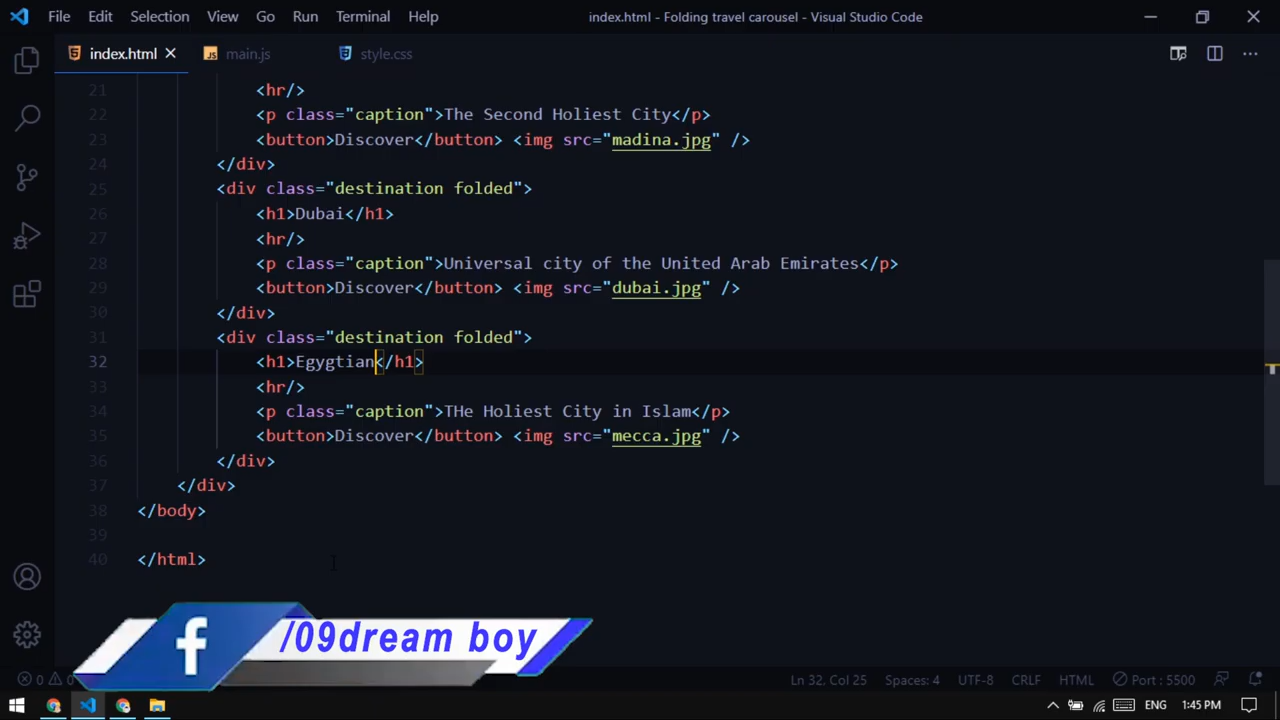 File Edit Selection View Go Run Terminal Help index.html - Folding travel carousel - Visual Studio Code
index.html main.js style.css
21 <hr/>
22 <p class="caption">The Second Holiest City</p>
23 <button>Discover</button> <img src="madina.jpg" />
24 </div>
25 <div class="destination folded">
26 <h1>Dubai</h1>
27 <hr/>
28 <p class="caption">Universal city of the United Arab Emirates</p>
29 <button>Discover</button> <img src="dubai.jpg" />
30 </div>
31 <div class="destination folded">
32 <h1>Egygtian</h1>
33 <hr/>
34 <p class="caption">THe Holiest City in Islam</p>
35 <button>Discover</button> <img src="mecca.jpg" />
36 </div>
37 </div>
38 </body>
39
40 </html>
f /09dream boy
0 0 Ln 32, Col 25 Spaces: 4 UTF-8 CRLF HTML Port : 5500
ENG 1:45 PM